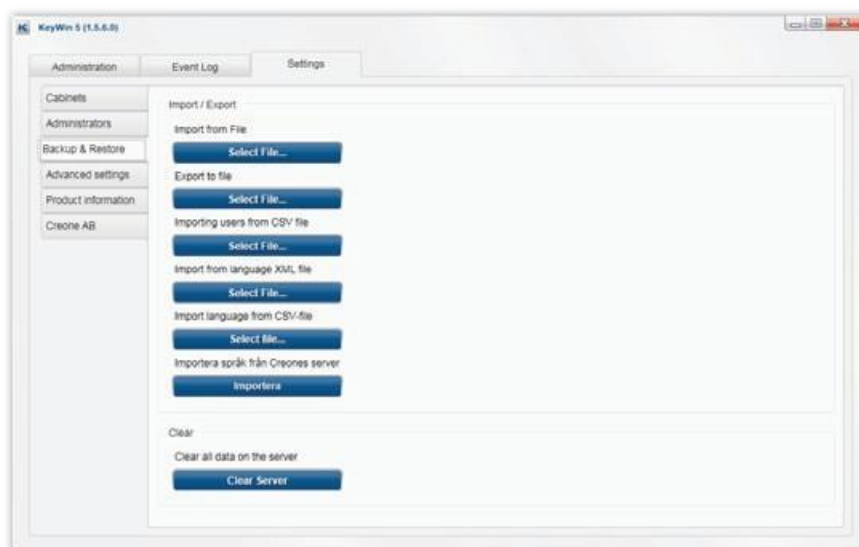 KeyWin 5 (1.5.6.0)
Administration
Event Log
Settings
Cabinets
Administrators
Backup & Restore
Advanced settings
Product information
Creone AB
Import / Export
Import from File
Select File...
Export to file
Select File...
Importing users from CSV file
Select File...
Import from language XML file
Select File...
Import language from CSV-file
Select file...
Importera språk från Creones server
Importera
Clear
Clear all data on the server
Clear Server